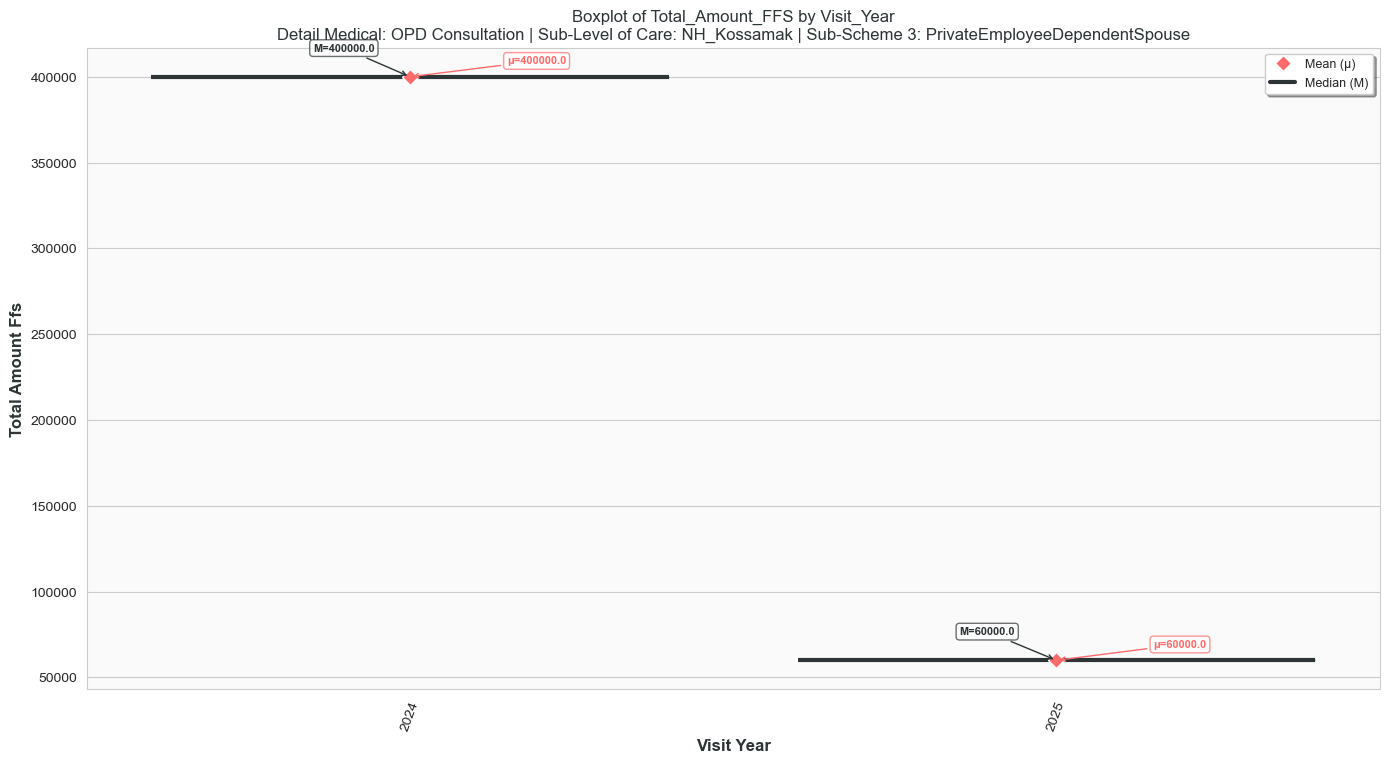 Boxplot of Total_Amount_FFS by Visit_Year
Detail Medical: OPD Consultation | Sub-Level of Care: NH_Kossamak | Sub-Scheme 3: PrivateEmployeeDependentSpouse
M=400000.0
μ=400000.0
Mean (μ)
Median (M)
400000
350000
300000
250000
200000
150000
100000
50000
Total Amount Ffs
M=60000.0
μ=60000.0
2024
2025
Visit Year